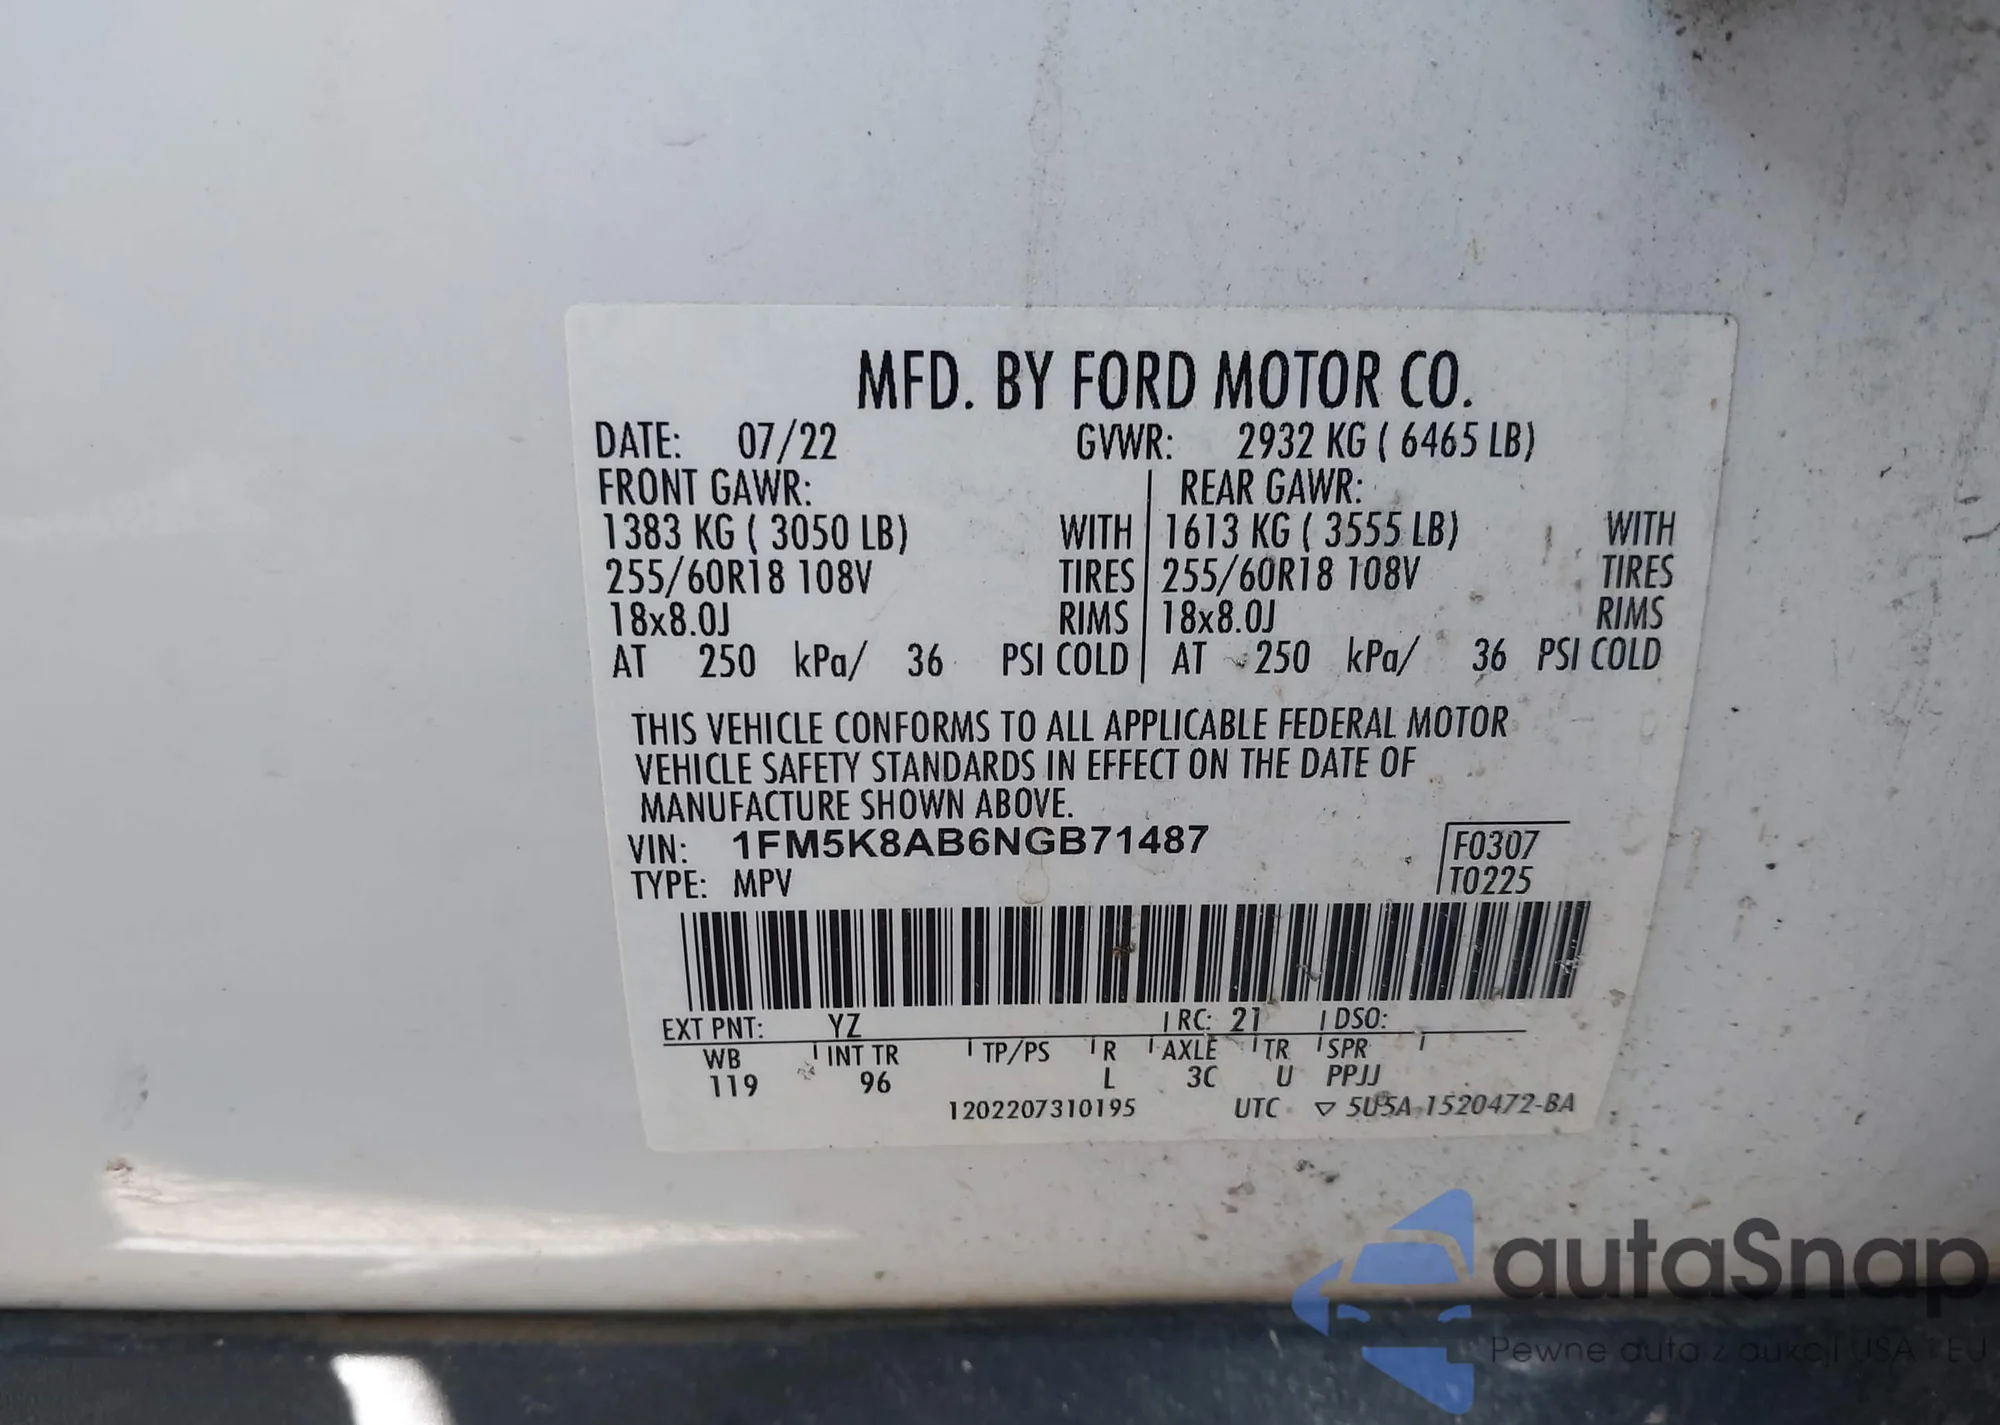 MFD. BY FORD MOTOR CO.
DATE: 07/22 GVWR: 2932 KG ( 6465 LB)
FRONT GAWR: REAR GAWR:
1383 KG ( 3050 LB) WITH 1613 KG ( 3555 LB) WITH
255/60R18 108V TIRES 255/60R18 108V TIRES
18x8.0J RIMS 18x8.0J RIMS
AT 250 kPa/ 36 PSI COLD AT 250 kPa/ 36 PSI COLD
THIS VEHICLE CONFORMS TO ALL APPLICABLE FEDERAL MOTOR
VEHICLE SAFETY STANDARDS IN EFFECT ON THE DATE OF
MANUFACTURE SHOWN ABOVE.
VIN: 1FM5K8AB6NGB71487 F0307
TYPE: MPV T0225
EXT PNT: YZ RC: 21 DSO:
WB INT TR TP/PS R AXLE TR SPR
119 96 L 3C U PPJJ
1202207310195 UTC ▽ 5U5A-1520472-BA
autaSnap
Pewne auta z aukcji USA i EU